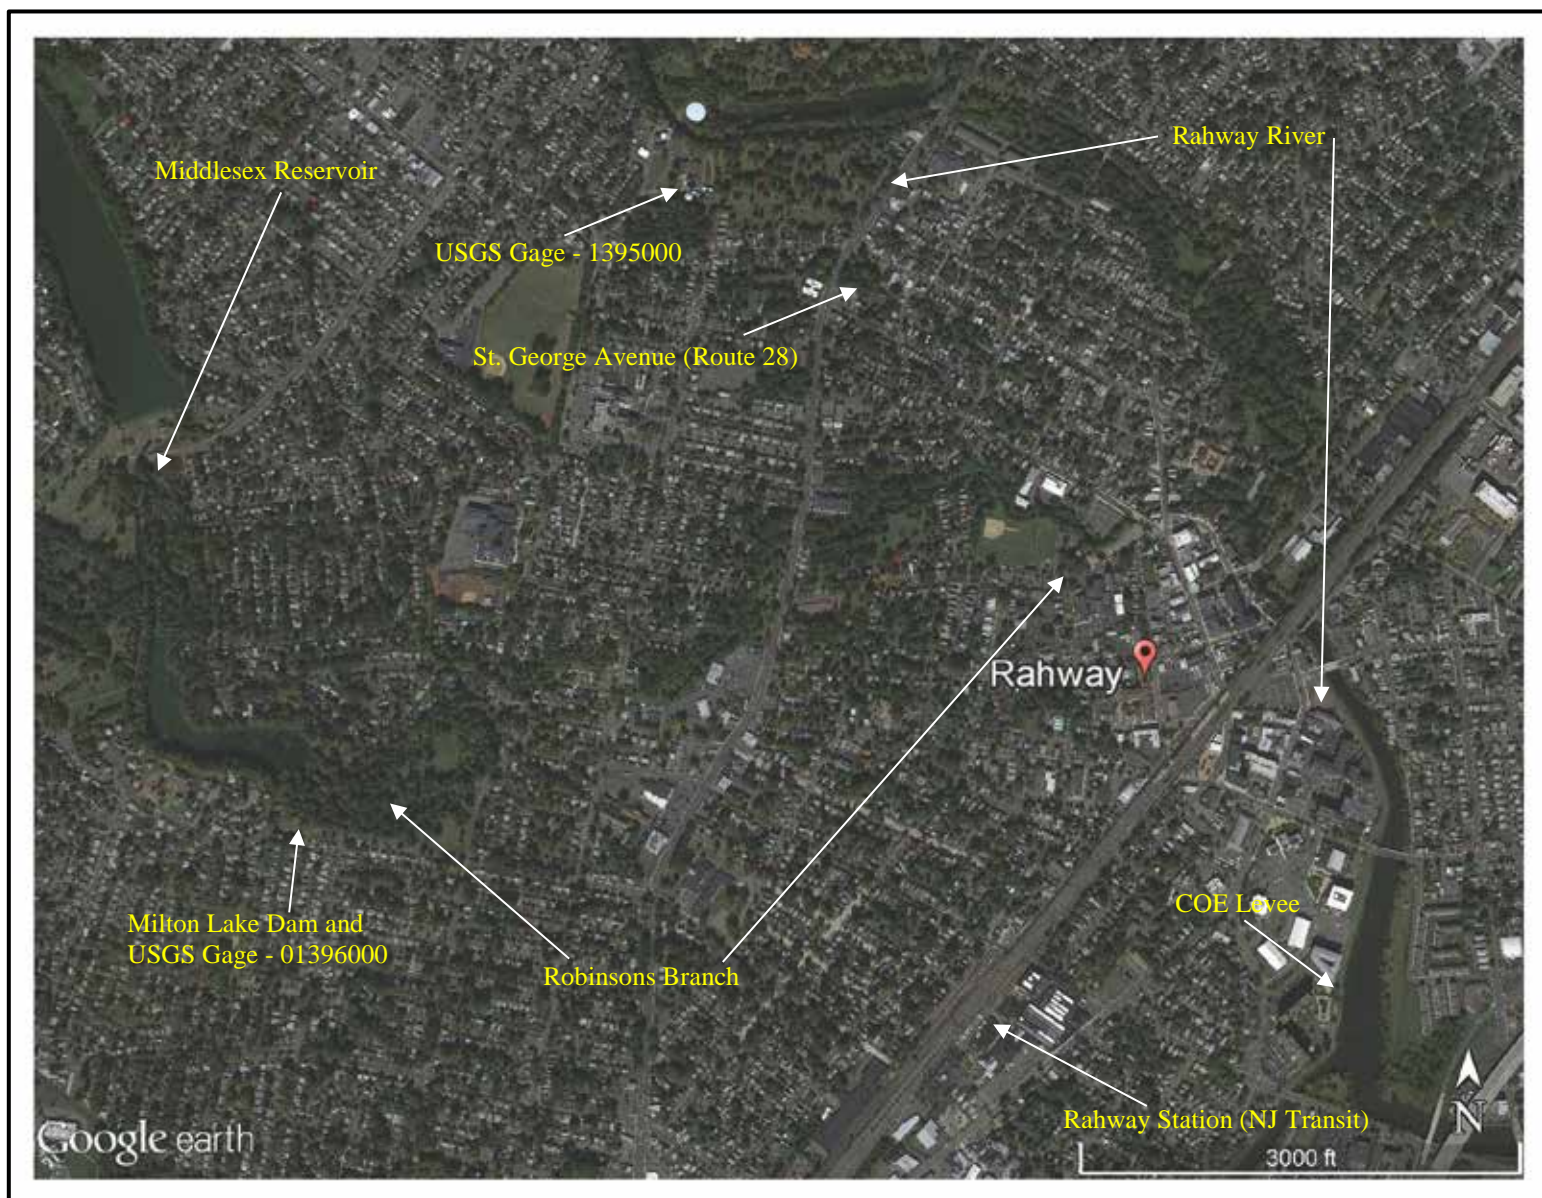 Rahway River
Middlesex Reservoir
USGS Gage - 1395000
St. George Avenue (Route 28)
Rahway
COE Levee
Milton Lake Dam and
USGS Gage - 01396000
Robinsons Branch
Rahway Station (NJ Transit)
N
Google earth
3000 ft